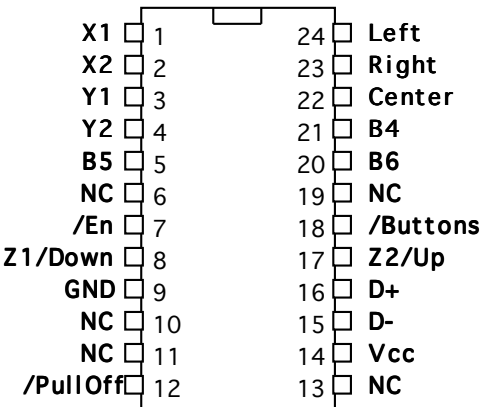 X1 1 24 Left
X2 2 23 Right
Y1 3 22 Center
Y2 4 21 B4
B5 5 20 B6
NC 6 19 NC
/En 7 18 /Buttons
Z1/Down 8 17 Z2/Up
GND 9 16 D+
NC 10 15 D-
NC 11 14 Vcc
/PullOff 12 13 NC